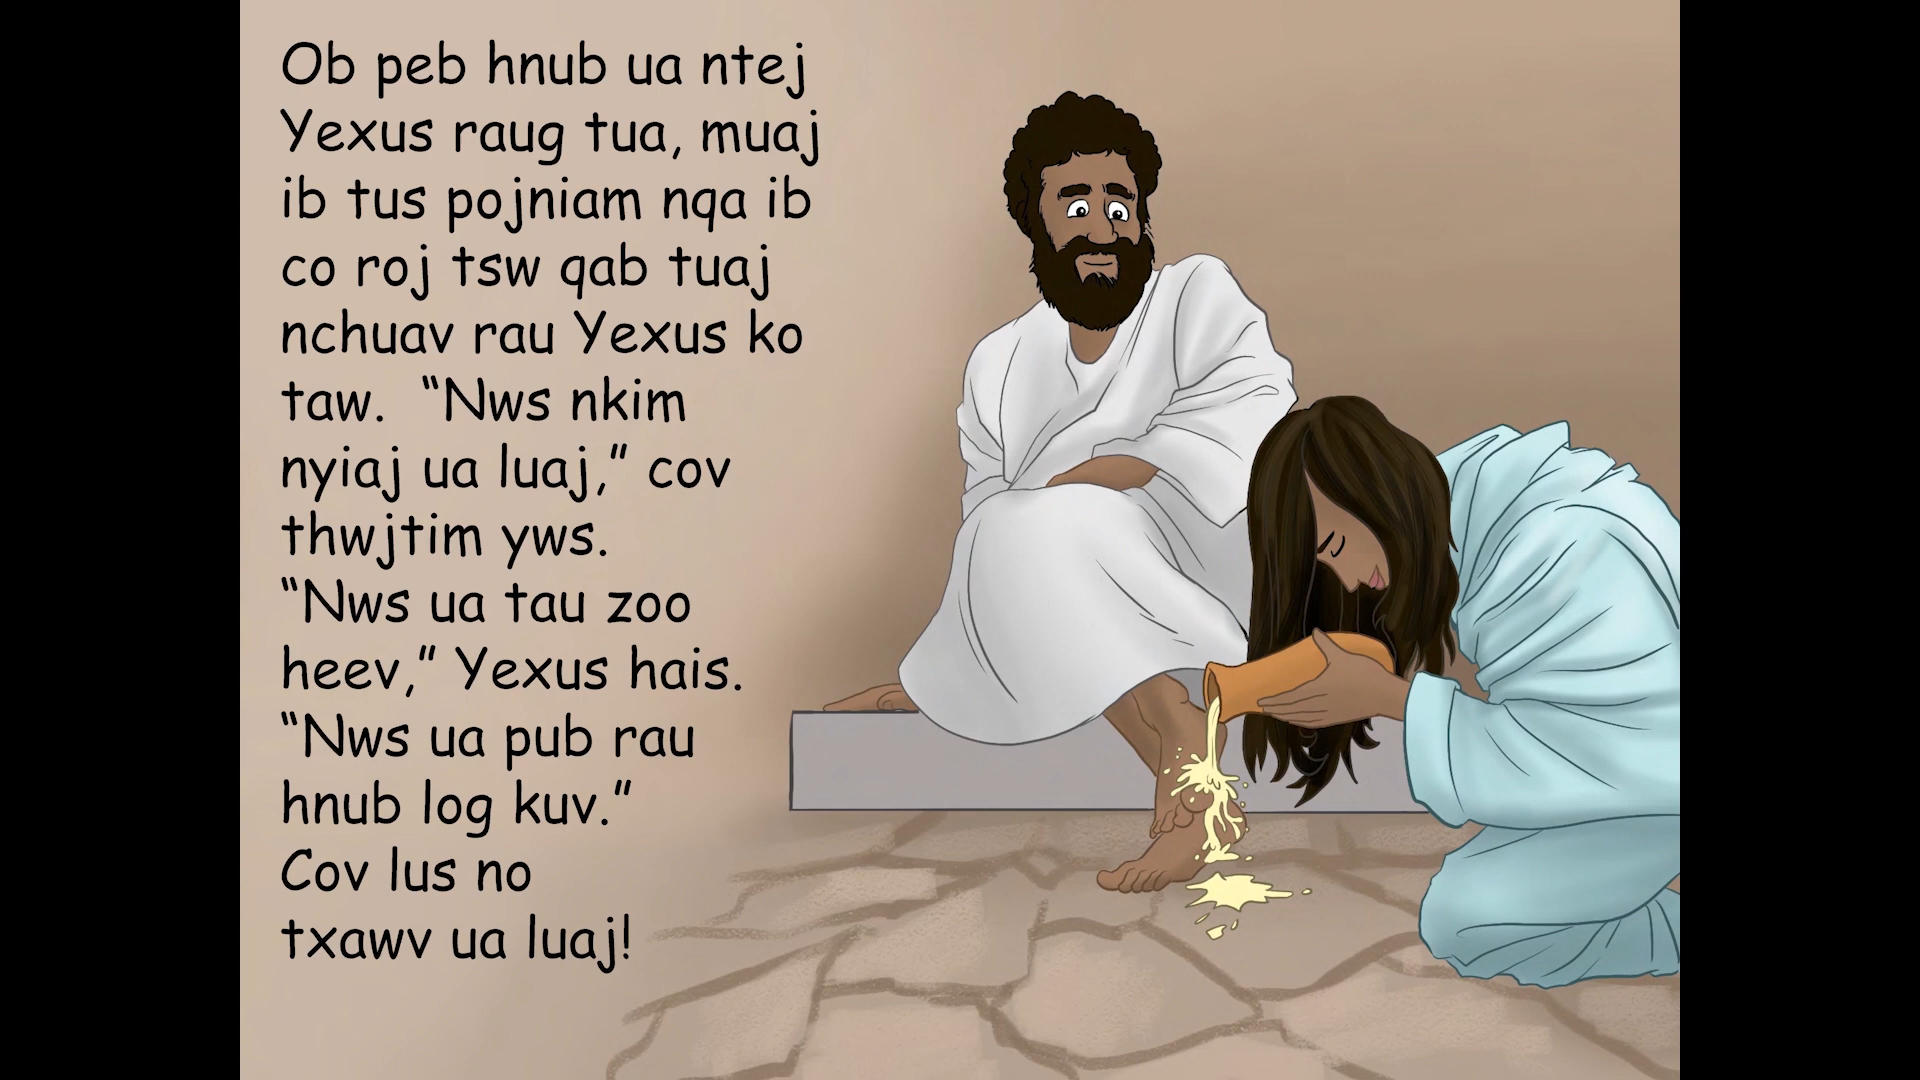 Ob peb hnub ua ntej
Yexus raug tua, muaj
ib tus pojniam nqa ib
co roj tsw qab tuaj
nchuav rau Yexus ko
taw.  “Nws nkim
nyiaj ua luaj,” cov
thwjtim yws.
“Nws ua tau zoo
heev,” Yexus hais.
“Nws ua pub rau
hnub log kuv.”
Cov lus no
txawv ua luaj!